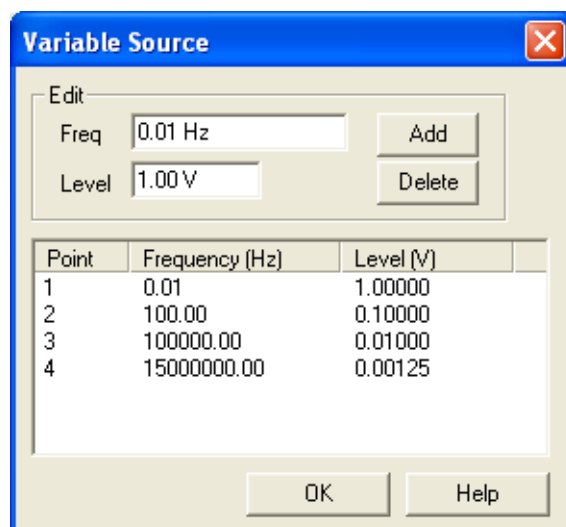 Variable Source
Edit
Freq 0.01 Hz Add
Level 1.00 V Delete
Point Frequency (Hz) Level (V)
1 0.01 1.00000
2 100.00 0.10000
3 100000.00 0.01000
4 15000000.00 0.00125
OK Help